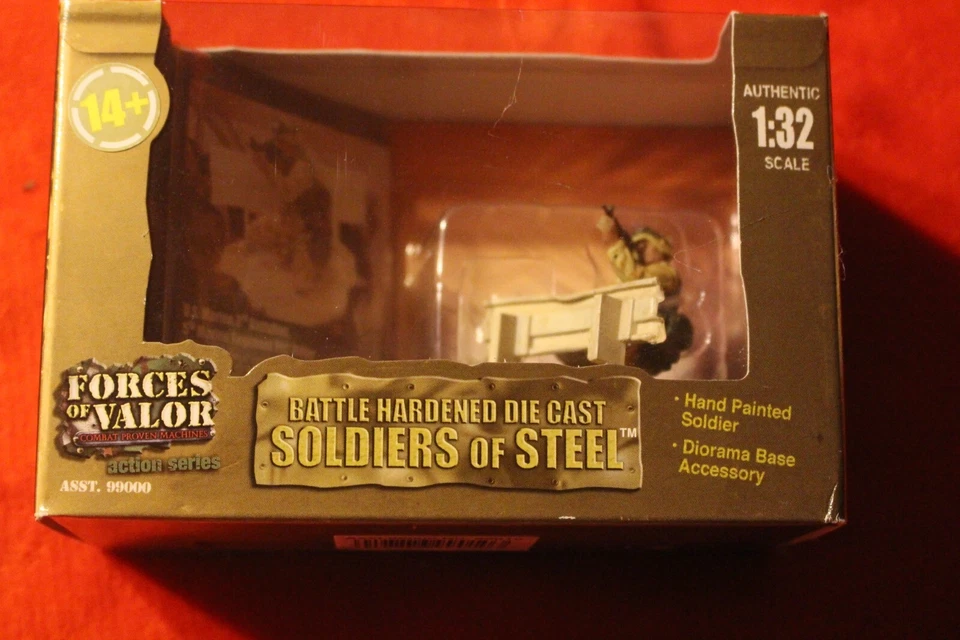 14+
AUTHENTIC
1:32
SCALE
FORCES
OF VALOR
COMBAT PROVEN MACHINES
action series
ASST. 99000
BATTLE HARDENED DIE CAST
SOLDIERS OF STEEL™
· Hand Painted
Soldier
· Diorama Base
Accessory